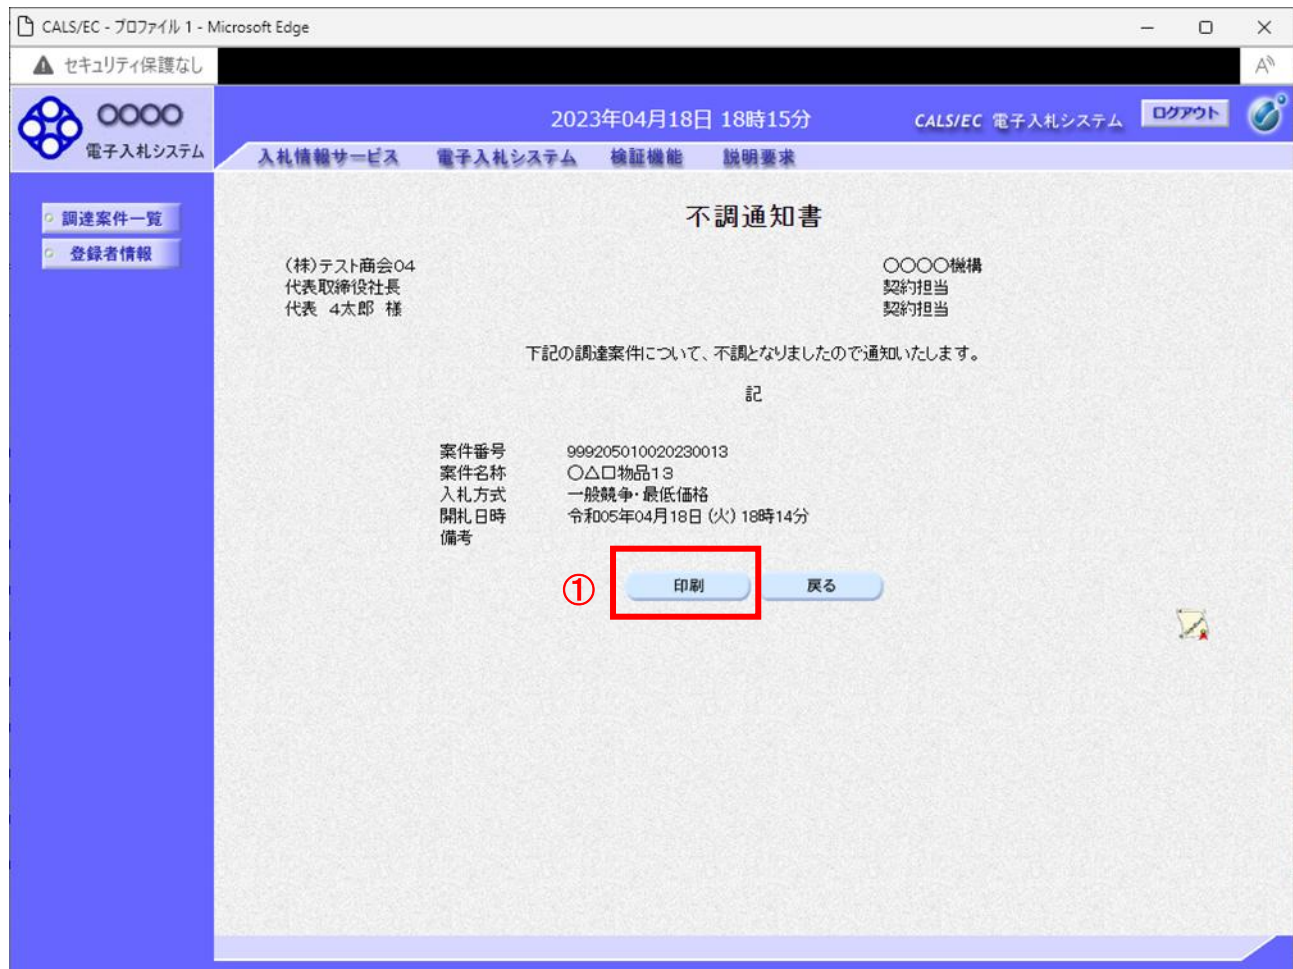 CALS/EC - プロファイル 1 - Microsoft Edge
セキュリティ保護なし
〇〇〇〇
電子入札システム
2023年04月18日 18時15分
CALS/EC 電子入札システム
ログアウト
入札情報サービス 電子入札システム 検証機能 説明要求
調達案件一覧
登録者情報
不調通知書
(株)テスト商会04
代表取締役社長
代表 4太郎 様
〇〇〇〇機構
契約担当
契約担当
下記の調達案件について、不調となりましたので通知いたします。
記
案件番号 999205010020230013
案件名称 〇△口物品13
入札方式 一般競争・最低価格
開札日時 令和05年04月18日 (火) 18時14分
備考
① 印刷 戻る